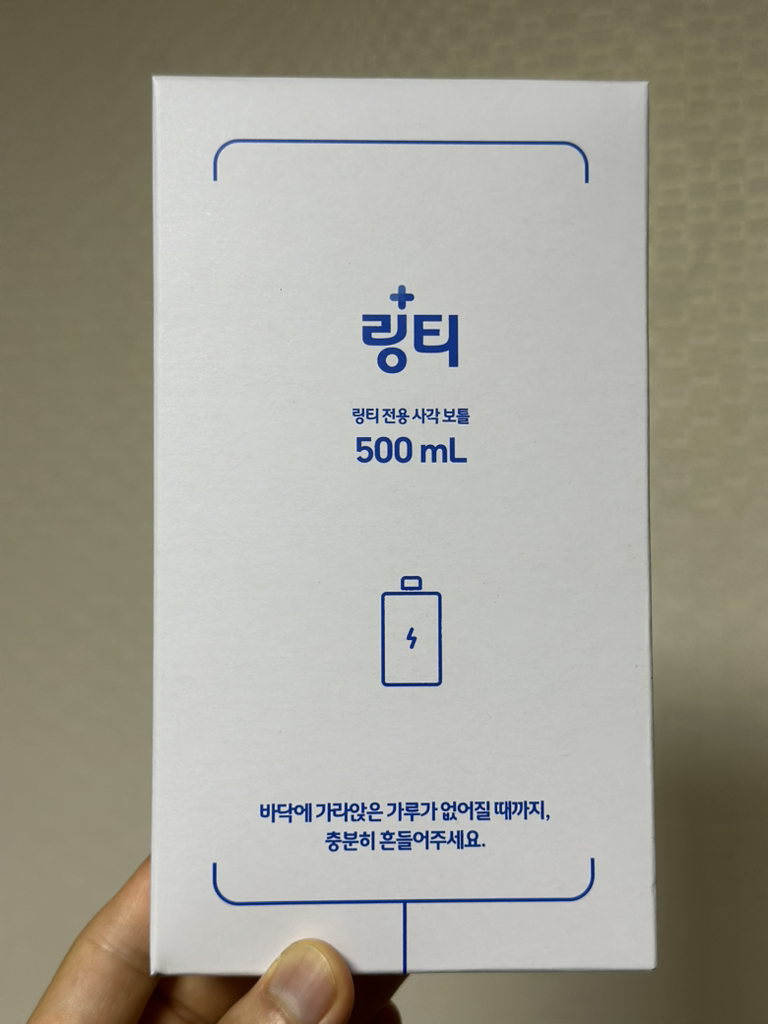 링티
링티 전용 사각 보틀
500 mL
바닥에 가라앉은 가루가 없어질 때까지,
충분히 흔들어주세요.